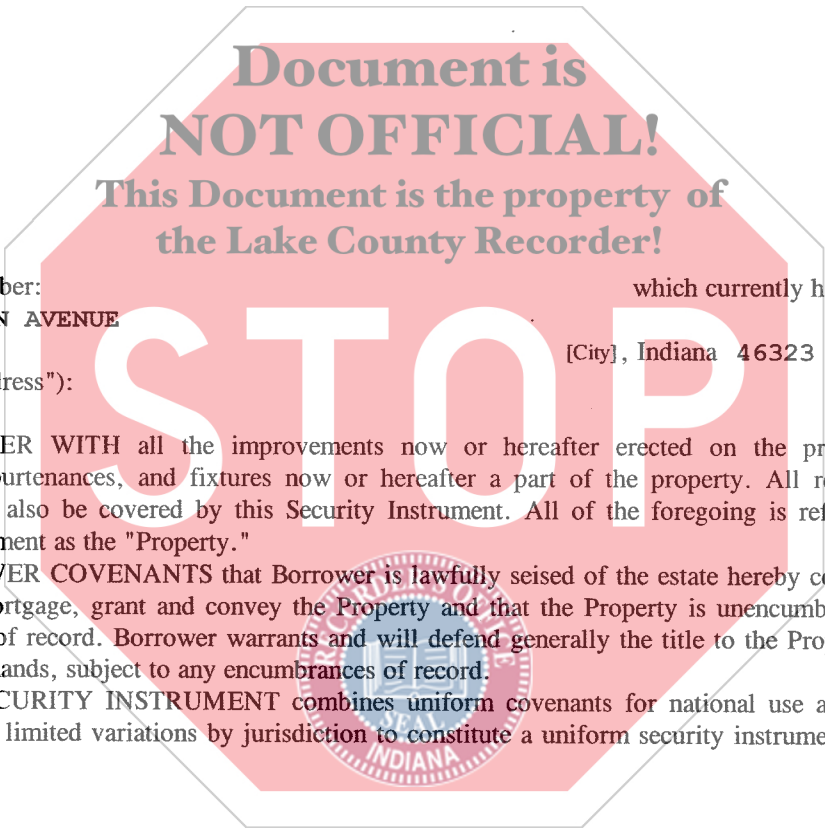 Document is
NOT OFFICIAL!
This Document is the property of
the Lake County Recorder!
ber: which currently h
N AVENUE
[City], Indiana 46323
ress"):
STOP
ER WITH all the improvements now or hereafter erected on the pr
urtenances, and fixtures now or hereafter a part of the property. All r
also be covered by this Security Instrument. All of the foregoing is ref
ment as the "Property."
ER COVENANTS that Borrower is lawfully seised of the estate hereby c
ortgage, grant and convey the Property and that the Property is unencumb
of record. Borrower warrants and will defend generally the title to the Pro
ands, subject to any encumbrances of record.
CURITY INSTRUMENT combines uniform covenants for national use a
limited variations by jurisdiction to constitute a uniform security instrume
SEAL
INDIANA